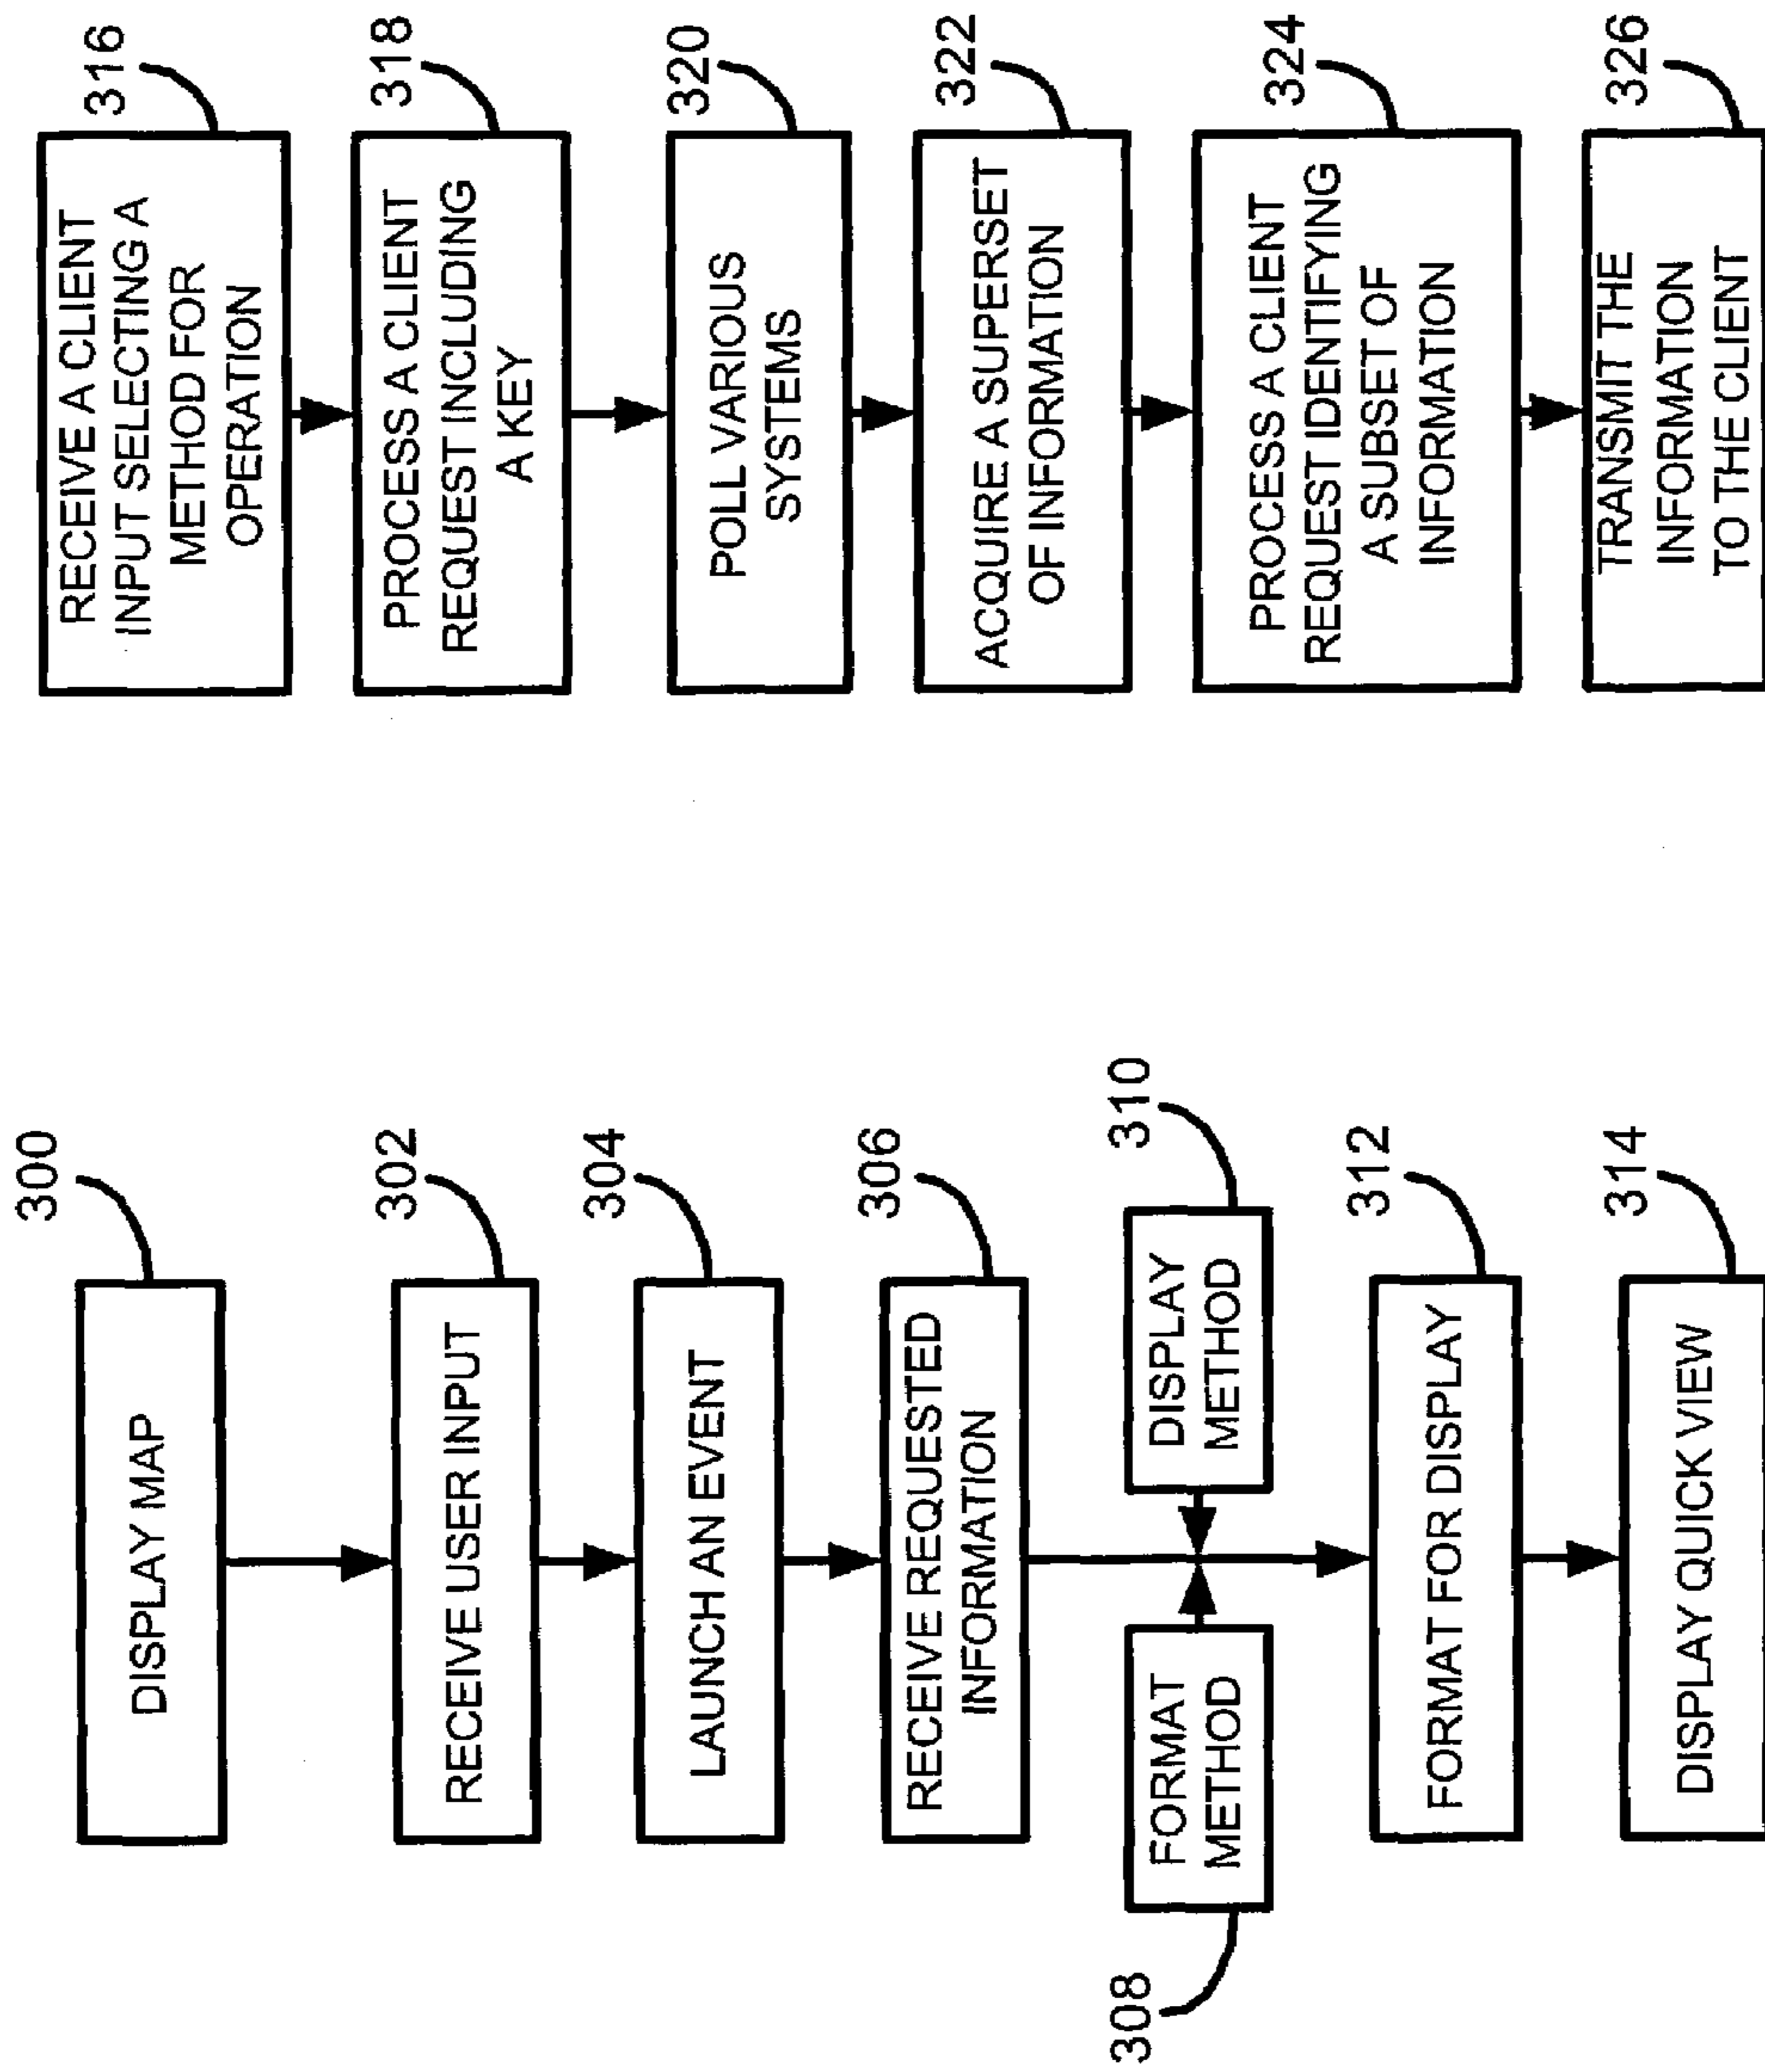 300
DISPLAY MAP
302
RECEIVE USER INPUT
304
LAUNCH AN EVENT
306
RECEIVE REQUESTED
INFORMATION
308
FORMAT
METHOD
310
DISPLAY
METHOD
312
FORMAT FOR DISPLAY
314
DISPLAY QUICK VIEW
316
RECEIVE A CLIENT
INPUT SELECTING A
METHOD FOR
OPERATION
318
PROCESS A CLIENT
REQUEST INCLUDING
A KEY
320
POLL VARIOUS
SYSTEMS
322
ACQUIRE A SUPERSET
OF INFORMATION
324
PROCESS A CLIENT
REQUEST IDENTIFYING
A SUBSET OF
INFORMATION
326
TRANSMIT THE
INFORMATION
TO THE CLIENT